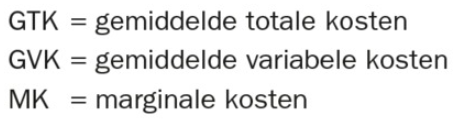 GTK = gemiddelde totale kosten
GVK = gemiddelde variabele kosten
MK = marginale kosten